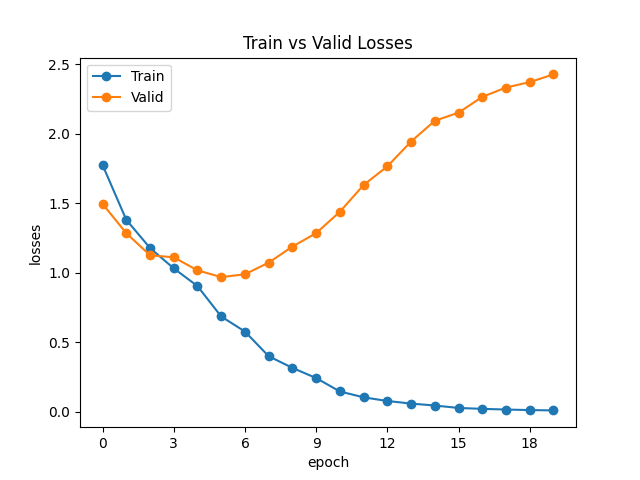 Train vs Valid Losses
Train
Valid
losses
2.5
2.0
1.5
1.0
0.5
0.0
0 3 6 9 12 15 18
epoch